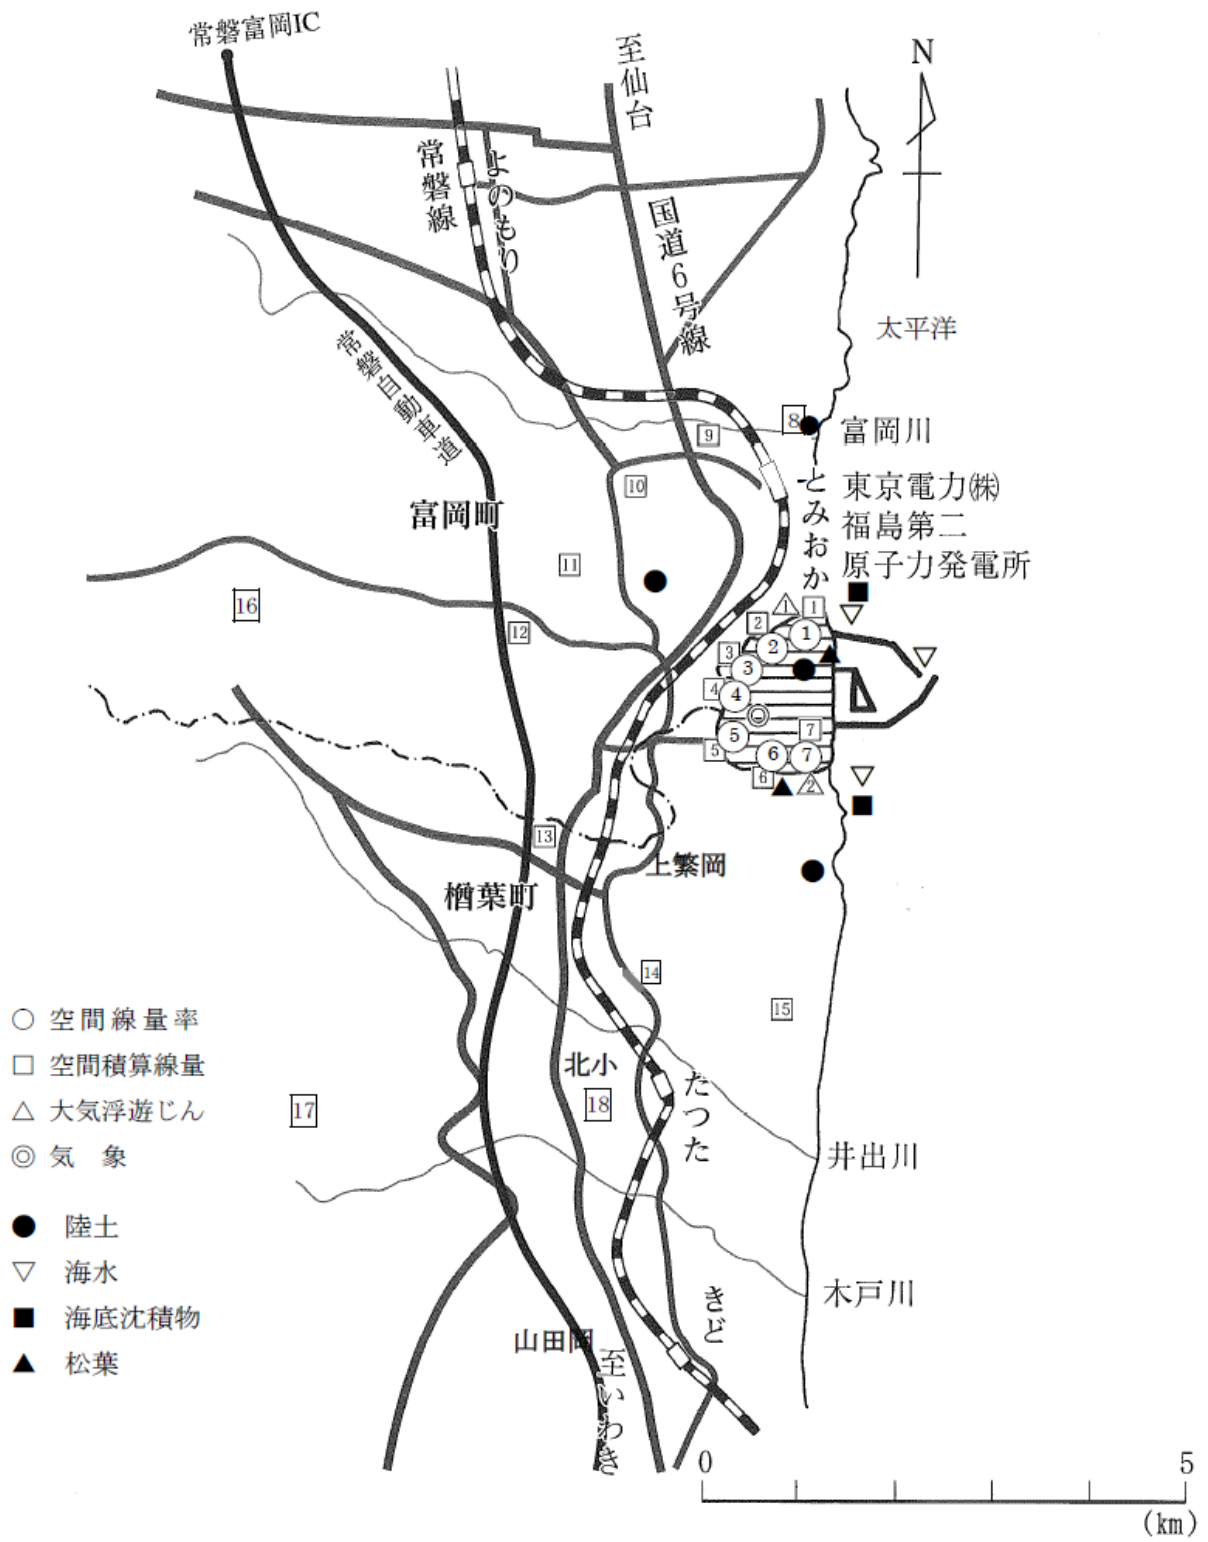 常磐富岡IC
至仙台
N
常磐線
よのもり
国道6号線
太平洋
常磐自動車道
8
富岡川
9
10
とみおか
東京電力㈱
福島第二
原子力発電所
富岡町
11
16
12
1
1
2
1
2
3
3
4
4
5
5
7
6
7
6
2
13
上繁岡
楢葉町
14
15
○ 空間線量率
□ 空間積算線量
△ 大気浮遊じん
◎ 気 象
● 陸土
▽ 海水
■ 海底沈積物
▲ 松葉
北小
18
17
たつた
井出川
木戸川
きど
山田岡
至いわき
0 5
(km)